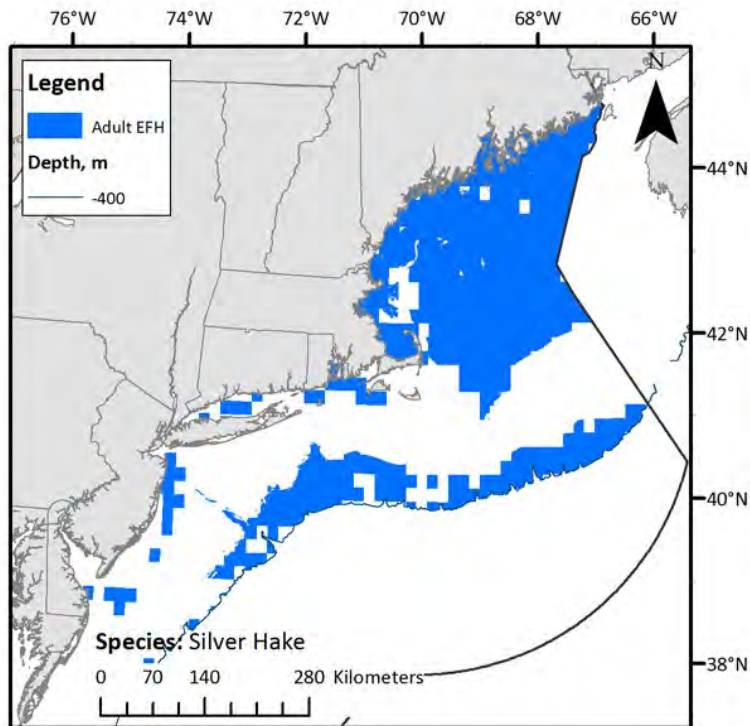 76°W 74°W 72°W 70°W 68°W 66°W
Legend
Adult EFH
Depth, m
-400
N
44°N
42°N
40°N
38°N
Species: Silver Hake
0 70 140 280 Kilometers